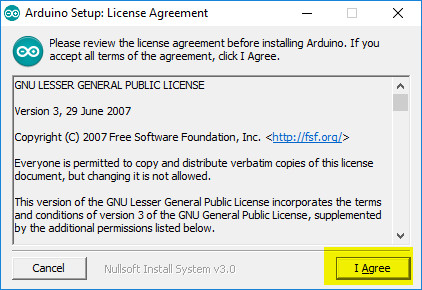 Arduino Setup: License Agreement
Please review the license agreement before installing Arduino. If you
accept all terms of the agreement, click I Agree.
GNU LESSER GENERAL PUBLIC LICENSE
Version 3, 29 June 2007
Copyright (C) 2007 Free Software Foundation, Inc. <http://fsf.org/>
Everyone is permitted to copy and distribute verbatim copies of this license
document, but changing it is not allowed.
This version of the GNU Lesser General Public License incorporates the terms
and conditions of version 3 of the GNU General Public License, supplemented
by the additional permissions listed below.
Cancel
Nullsoft Install System v3.0
I Agree